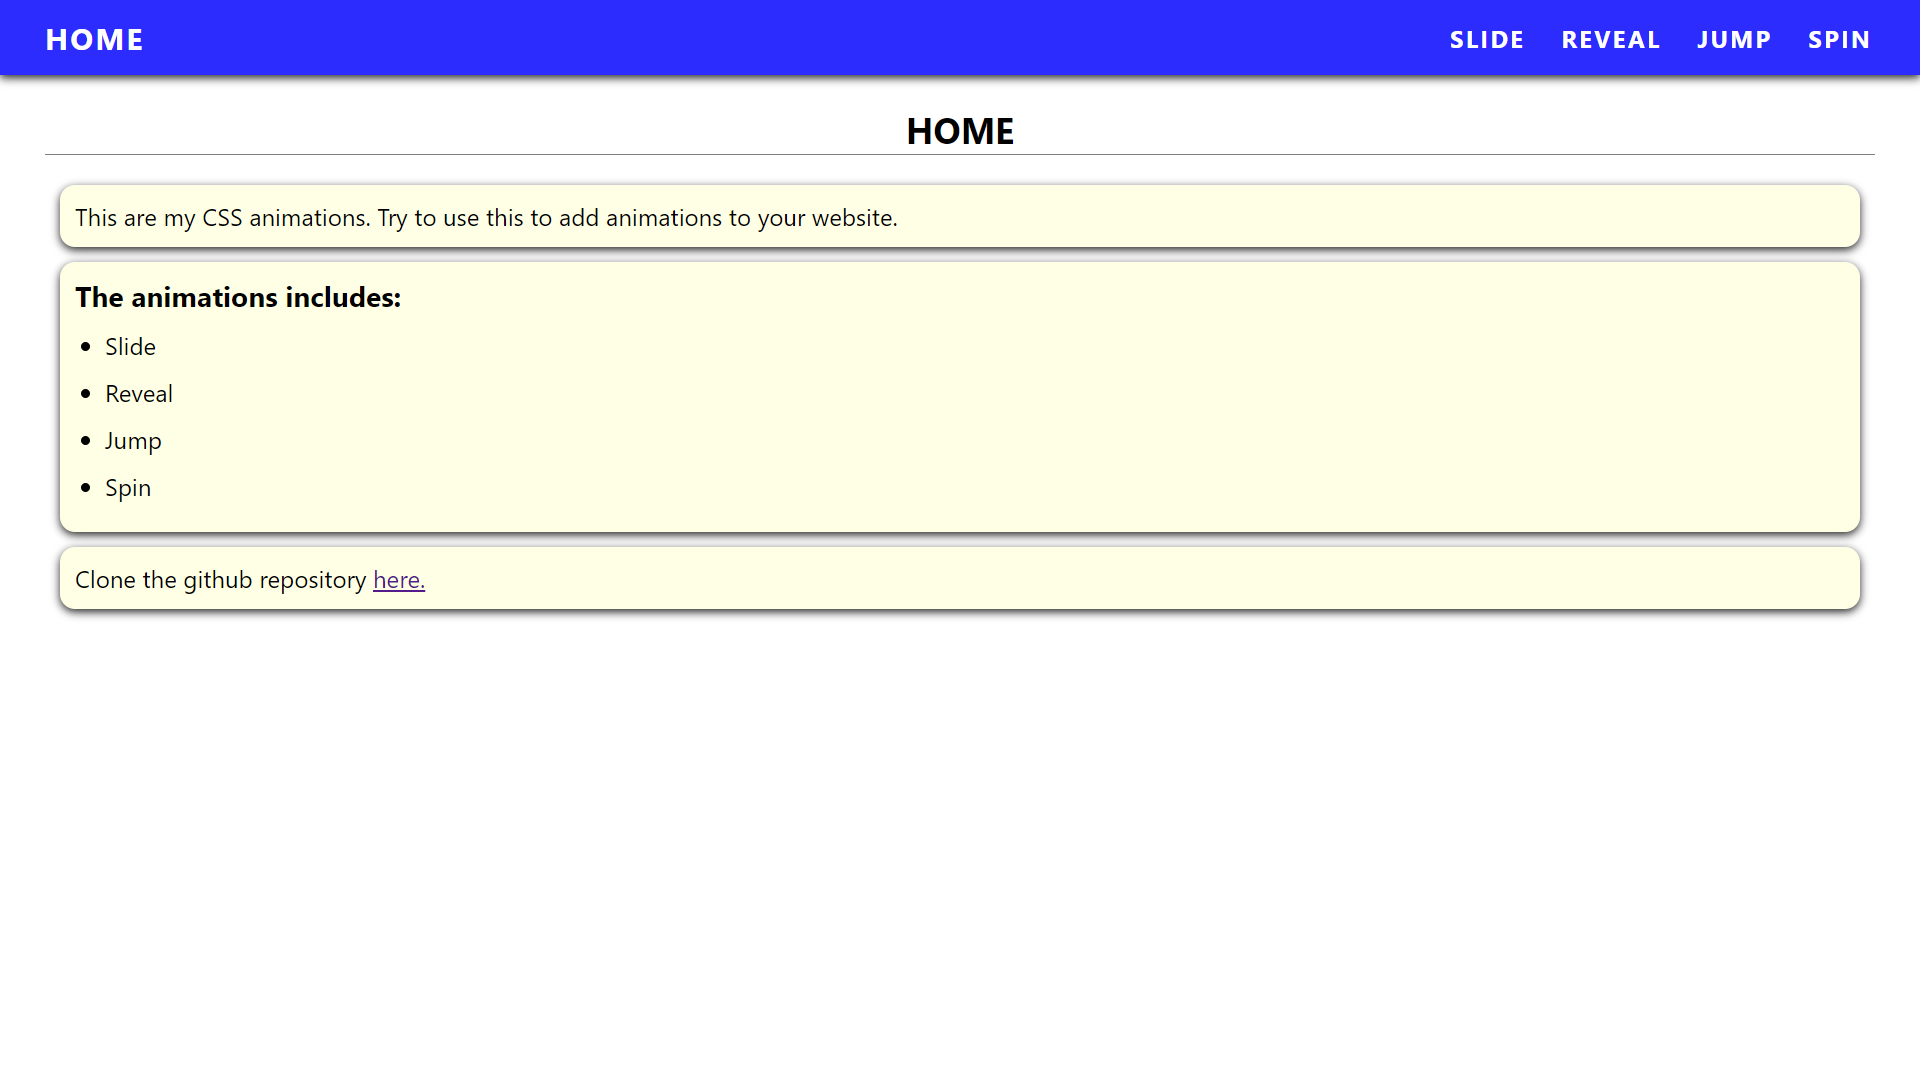 HOME SLIDE REVEAL JUMP SPIN
HOME
This are my CSS animations. Try to use this to add animations to your website.
The animations includes:
Slide
Reveal
Jump
Spin
Clone the github repository here.